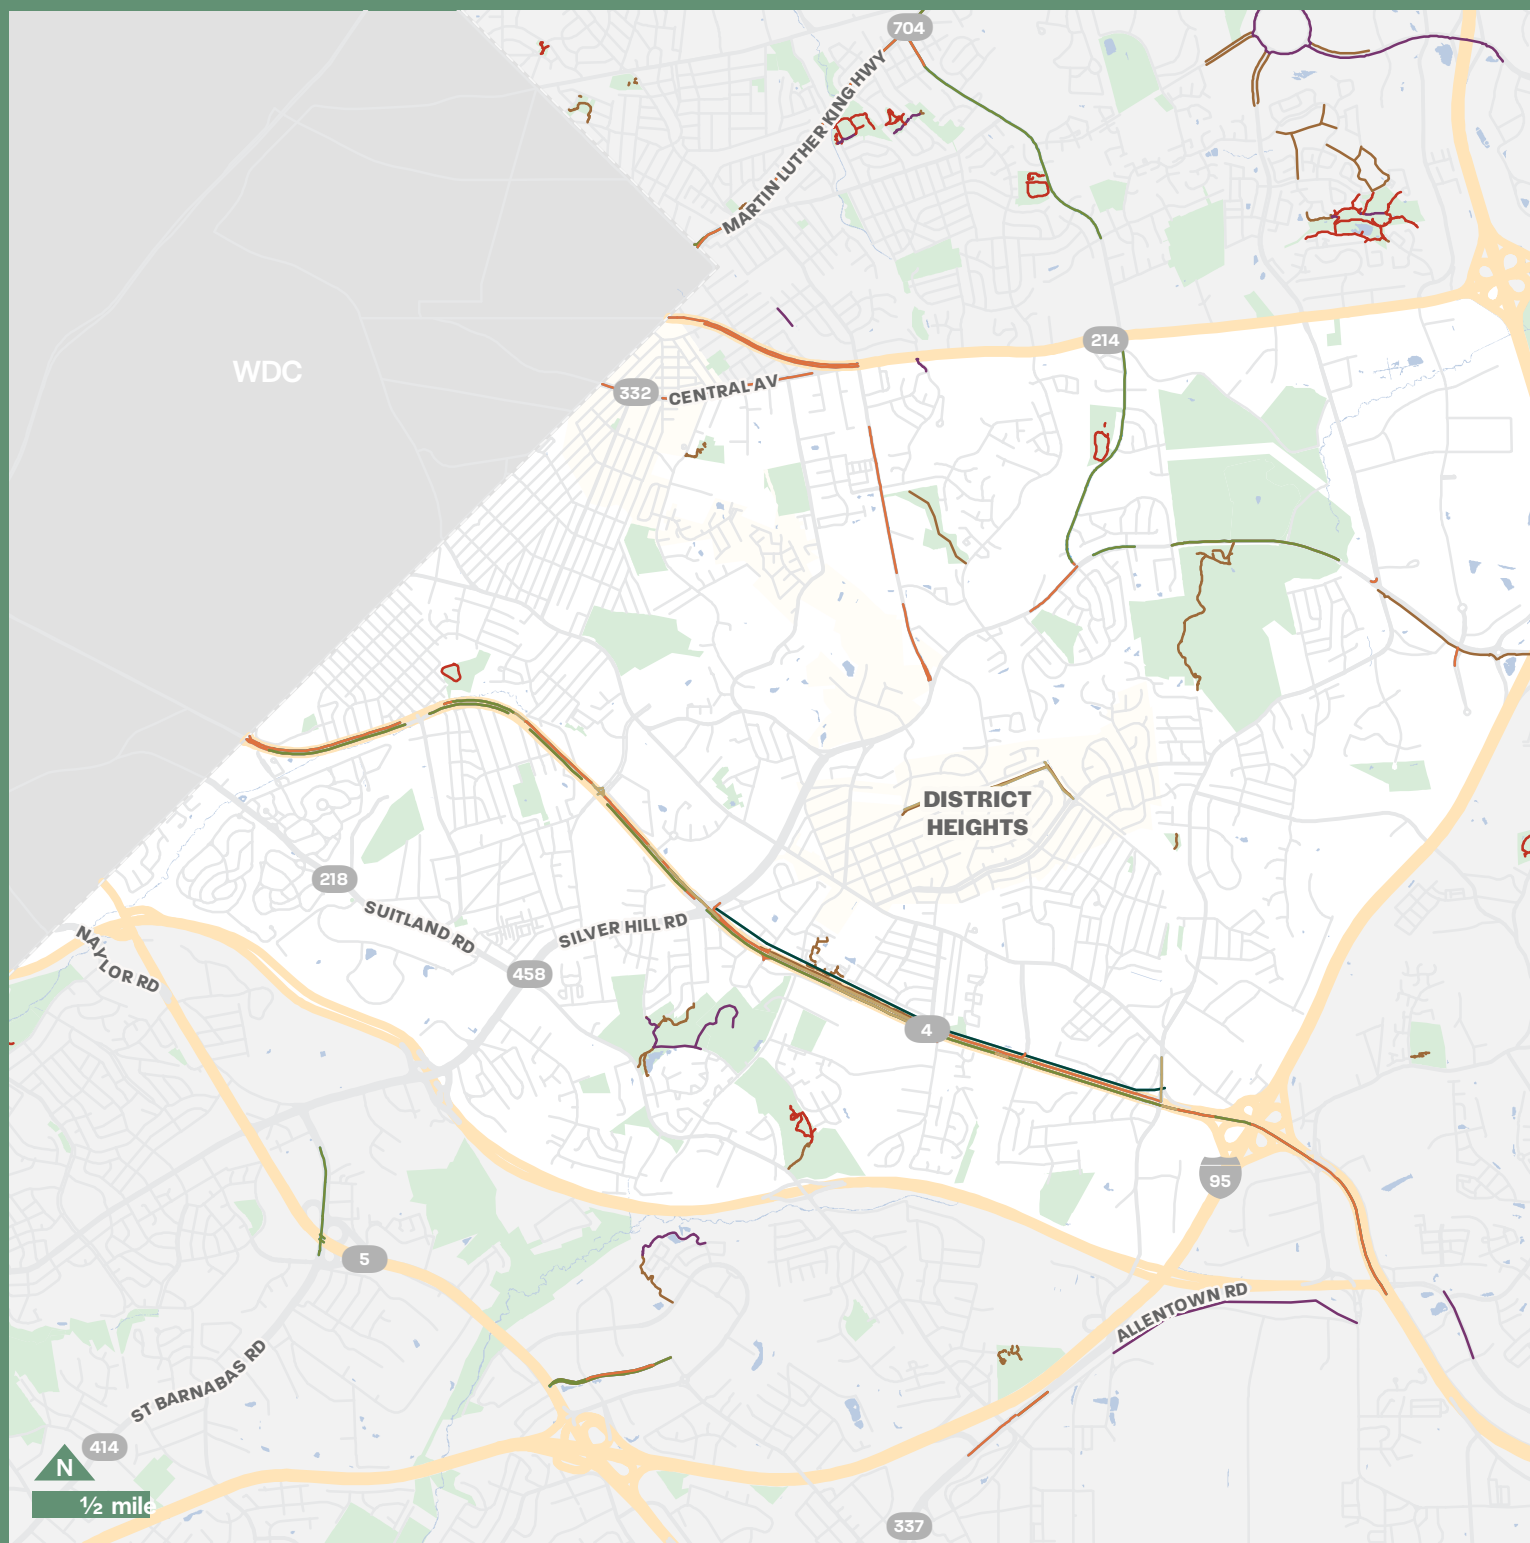 704
MARTIN LUTHER KING HWY
214
WDC
332
CENTRAL AV
DISTRICT
HEIGHTS
218
SUITLAND RD
SILVER HILL RD
NAYLOR RD
458
4
95
5
ALLENTOWN RD
ST BARNABAS RD
414
N
½ mile
337